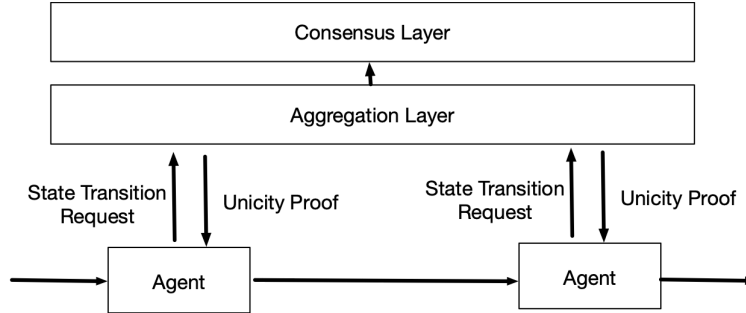 Consensus Layer
Aggregation Layer
State Transition
Request
Unicity Proof
State Transition
Request
Unicity Proof
Agent
Agent